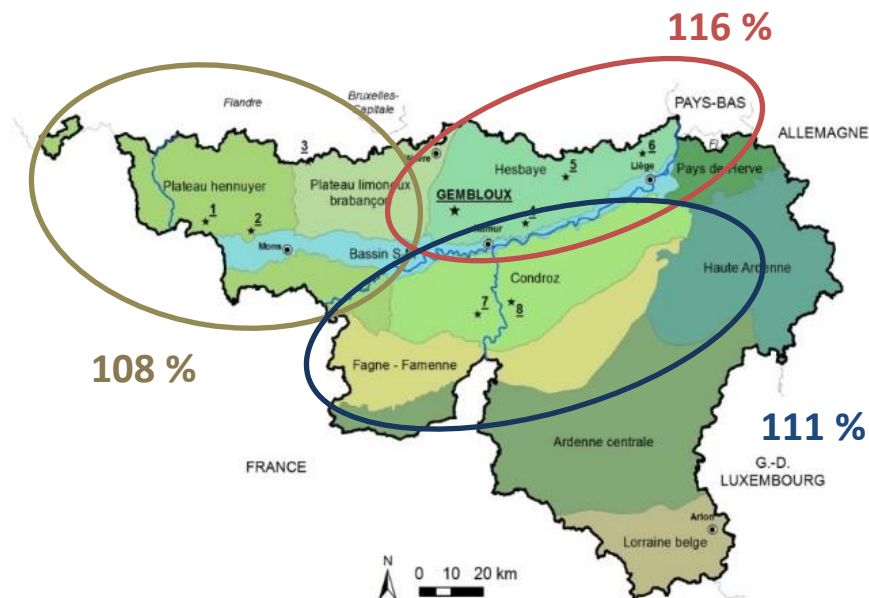 116 %
Flandre
Bruxelles-
Capitale
PAYS-BAS
ALLEMAGNE
3
6
Fl.
Hesbaye
5
Liège
Pays de Herve
Plateau hennuyer
Plateau limoneux
brabançon
GEMBLOUX
1
2
4
Namur
Mons
Bassin S-M
Condroz
Haute Ardenne
7
8
108 %
Fagne - Famenne
111 %
Ardenne centrale
FRANCE
G.-D.
LUXEMBOURG
Arlon
Lorraine belge
N
0 10 20 km